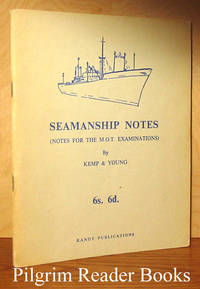 SEAMANSHIP NOTES
(NOTES FOR THE M.O.T. EXAMINATIONS)
By
KEMP & YOUNG
6s. 6d.
KANDY PUBLICATIONS
Pilgrim Reader Books